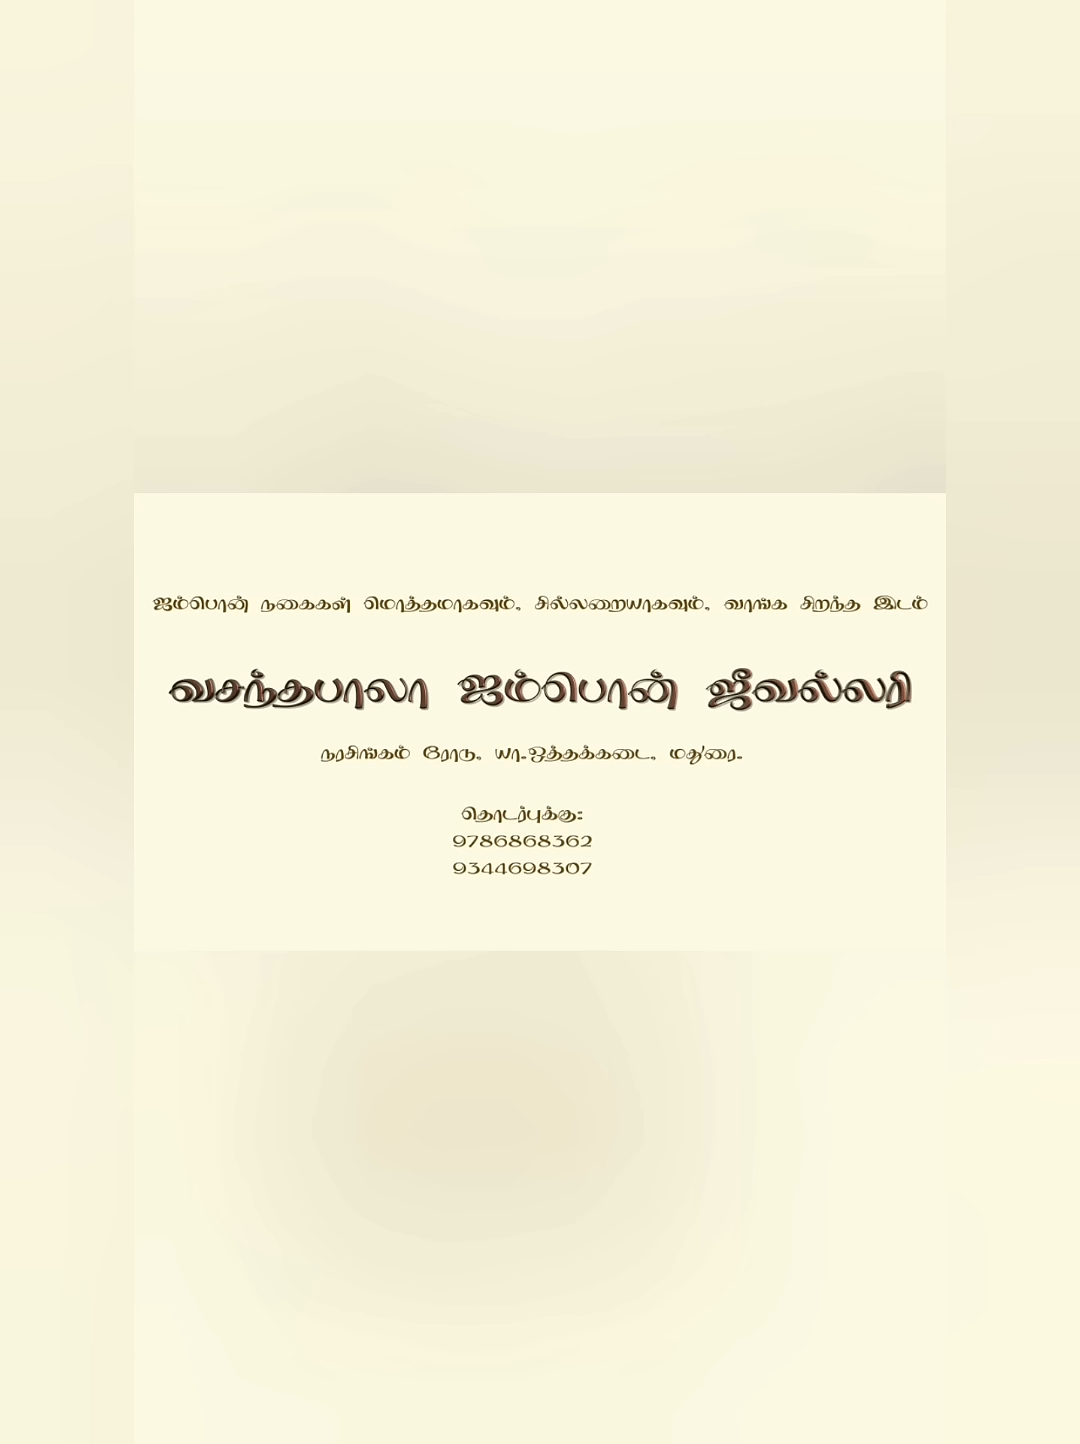 ஐம்பொன் நகைகள் மொத்தமாகவும், சில்லறையாகவும், வாங்க சிறந்த இடம்
வசந்தபாலா ஐம்பொன் ஜீவல்லரி
நரசிங்கம் ரோடு, யா.ஒத்தக்கடை, மதுரை.
தொடர்புக்கு:
9786868362
9344698307